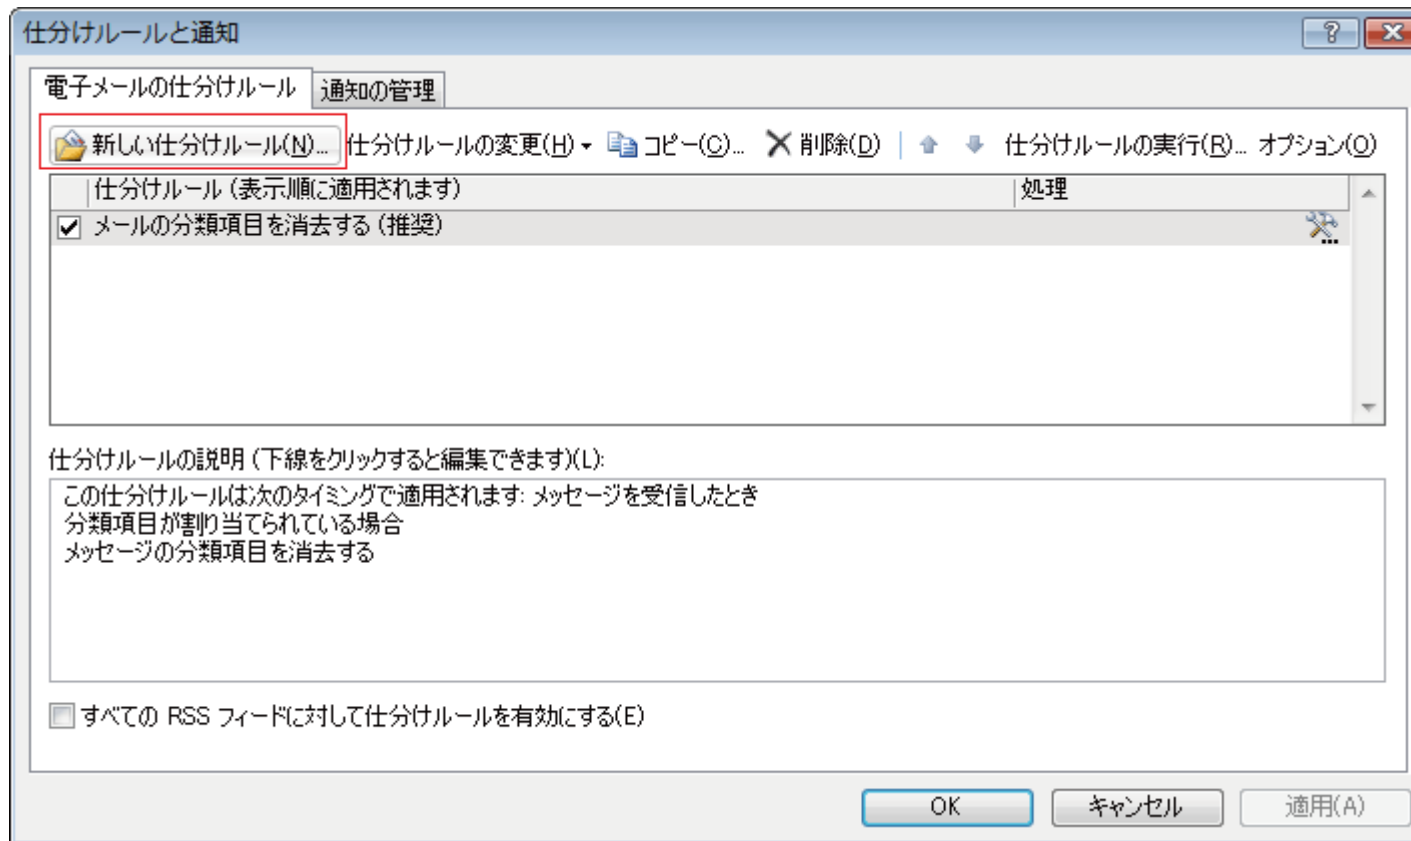 仕分けルールと通知
電子メールの仕分けルール 通知の管理
新しい仕分けルール(N)... 仕分けルールの変更(H) コピー(C)... 削除(D) 仕分けルールの実行(R)... オプション(O)
仕分けルール (表示順に適用されます) 処理
メールの分類項目を消去する (推奨)
仕分けルールの説明 (下線をクリックすると編集できます)(L):
この仕分けルールは次のタイミングで適用されます: メッセージを受信したとき
分類項目が割り当てられている場合
メッセージの分類項目を消去する
すべての RSS フィードに対して仕分けルールを有効にする(E)
OK キャンセル 適用(A)